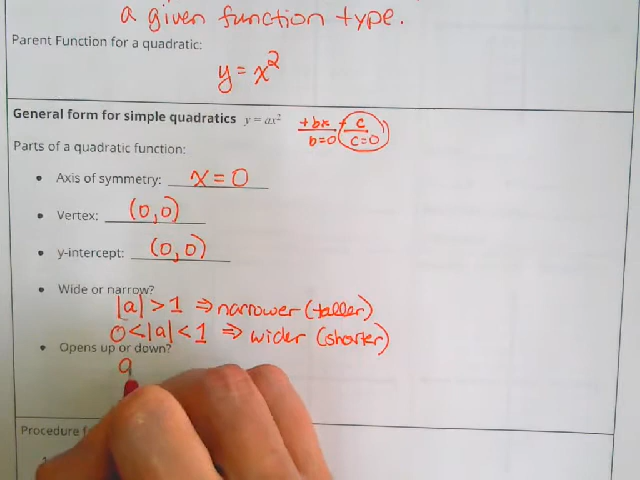 a given function type.
Parent Function for a quadratic:
y = x²
General form for simple quadratics y = ax² + bx + c
b=0 c=0
Parts of a quadratic function:
• Axis of symmetry: x = 0
• Vertex: (0,0)
• y-intercept: (0,0)
• Wide or narrow?
|a| > 1 ⇒ narrower (taller)
0 < |a| < 1 ⇒ wider (shorter)
• Opens up or down?
a
Procedure f